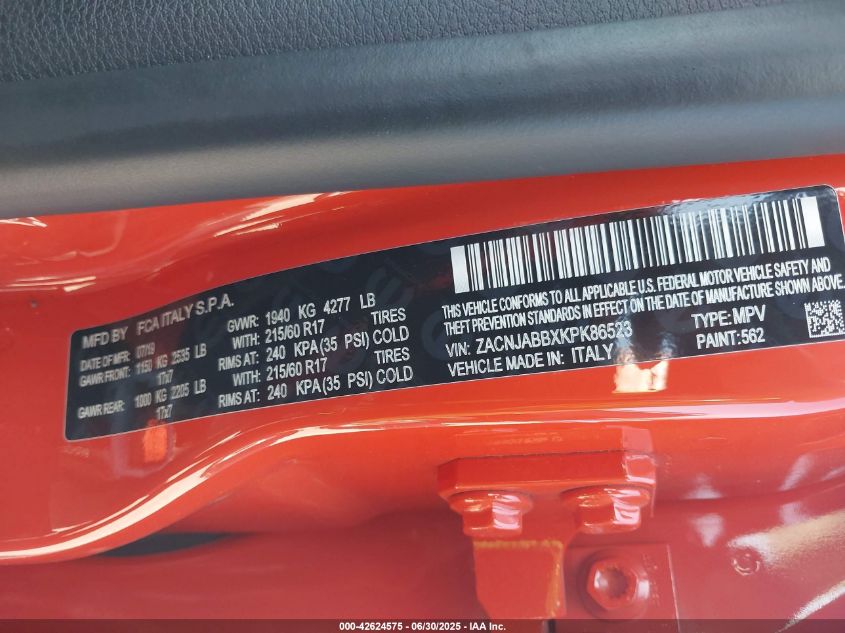 MFD BY FCA ITALY S.P.A.
DATE OF MFR 07/19 GVWR: 1940 KG 4277 LB
GAWR FRONT: 1150 KG 2535 LB WITH: 215/60 R17 TIRES
17x7 RIMS AT: 240 KPA(35 PSI) COLD
GAWR REAR: 1000 KG 2205 LB WITH: 215/60 R17 TIRES
17x7 RIMS AT: 240 KPA(35 PSI) COLD
THIS VEHICLE CONFORMS TO ALL APPLICABLE U.S. FEDERAL MOTOR VEHICLE SAFETY AND
THEFT PREVENTION STANDARDS IN EFFECT ON THE DATE OF MANUFACTURE SHOWN ABOVE.
VIN: ZACNJABBXKPK86523 TYPE: MPV
VEHICLE MADE IN: ITALY PAINT: 562
000-42624575 - 06/30/2025 - IAA Inc.